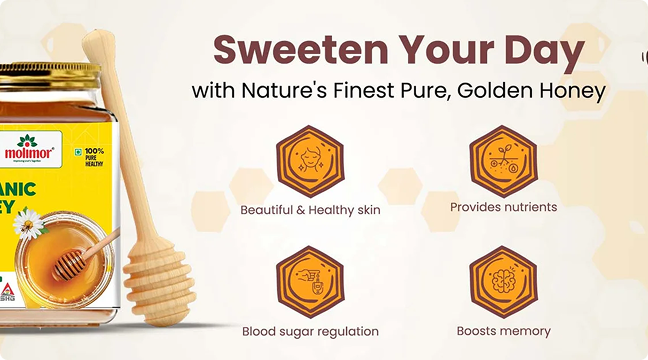 Sweeten Your Day
with Nature's Finest Pure, Golden Honey
molimor
100%
PURE
HEALTHY
ANIC
EY
Beautiful & Healthy skin
Provides nutrients
Blood sugar regulation
Boosts memory